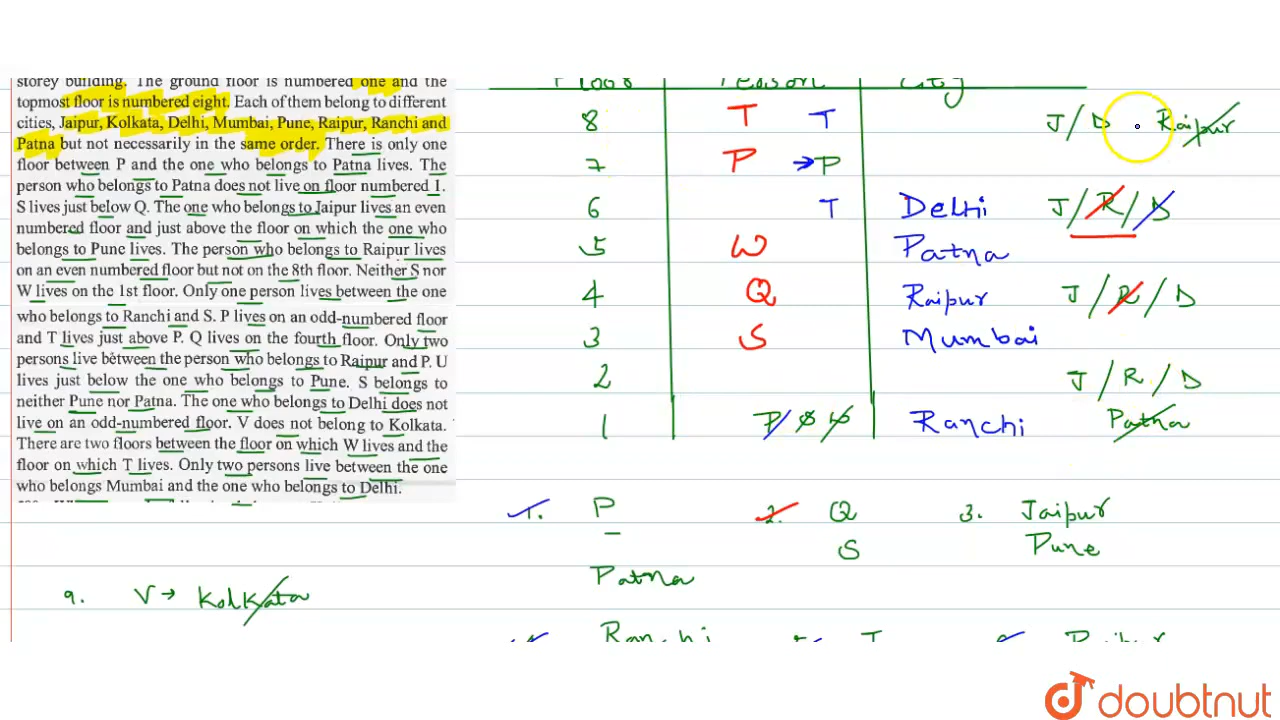 storey building. The ground floor is numbered one and the
topmost floor is numbered eight. Each of them belong to different
cities, Jaipur, Kolkata, Delhi, Mumbai, Pune, Raipur, Ranchi and
Patna but not necessarily in the same order. There is only one
floor between P and the one who belongs to Patna lives. The
person who belongs to Patna does not live on floor numbered 1.
S lives just below Q. The one who belongs to Jaipur lives an even
numbered floor and just above the floor on which the one who
belongs to Pune lives. The person who belongs to Raipur lives
on an even numbered floor but not on the 8th floor. Neither S nor
W lives on the 1st floor. Only one person lives between the one
who belongs to Ranchi and S. P lives on an odd-numbered floor
and T lives just above P. Q lives on the fourth floor. Only two
persons live between the person who belongs to Raipur and P. U
lives just below the one who belongs to Pune. S belongs to
neither Pune nor Patna. The one who belongs to Delhi does not
live on an odd-numbered floor. V does not belong to Kolkata.
There are two floors between the floor on which W lives and the
floor on which T lives. Only two persons live between the one
who belongs Mumbai and the one who belongs to Delhi.
Floor Person City
8 T T J/D Raipur
7 P → P
6 T Delhi J/R/D
5 W Patna
4 Q Raipur J/R/D
3 S Mumbai
2 J/R/D
1 P/S/W Ranchi Patna
1. P 2. Q 3. Jaipur
S Pune
Patna
9. V → Kolkata
Ranchi T Raipur
doubtnut